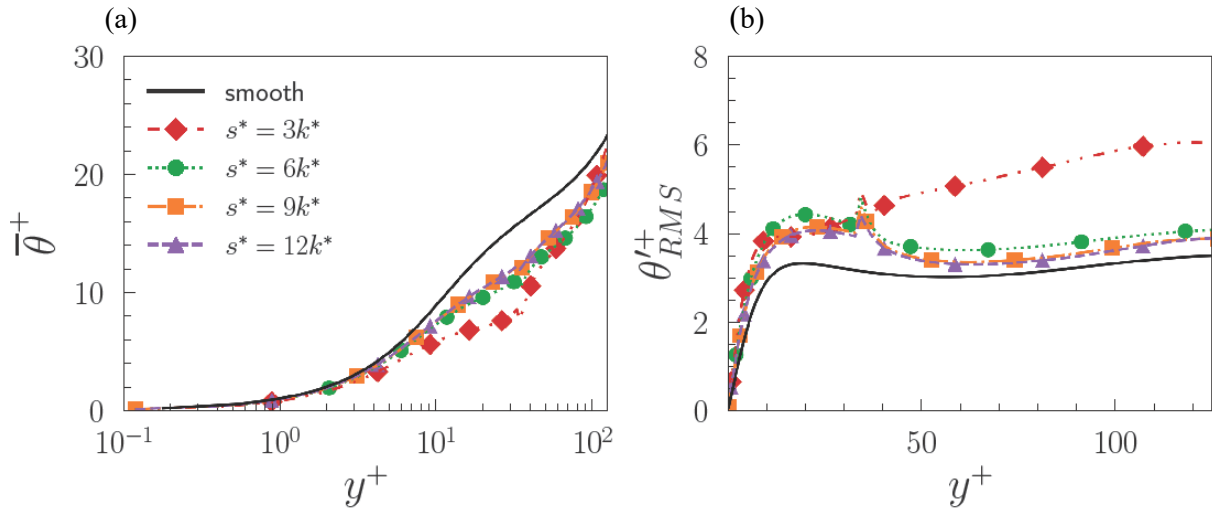 (a)
(b)
30
20
10
0
10⁻¹
10⁰
10¹
10²
θ̅⁺
y⁺
smooth
s* = 3k*
s* = 6k*
s* = 9k*
s* = 12k*
8
6
4
2
0
50
100
θ′⁺RMS
y⁺